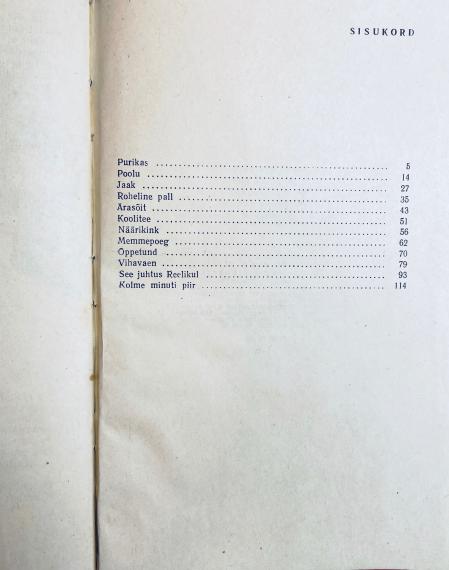 SISUKORD
Purikas 5
Poolu 14
Jaak 27
Roheline pall 35
Ärasõit 43
Koolitee 51
Näärikink 56
Memmepoeg 62
Õppetund 70
Vihavaen 79
See juhtus Reelikul 93
Kolme minuti piir 114